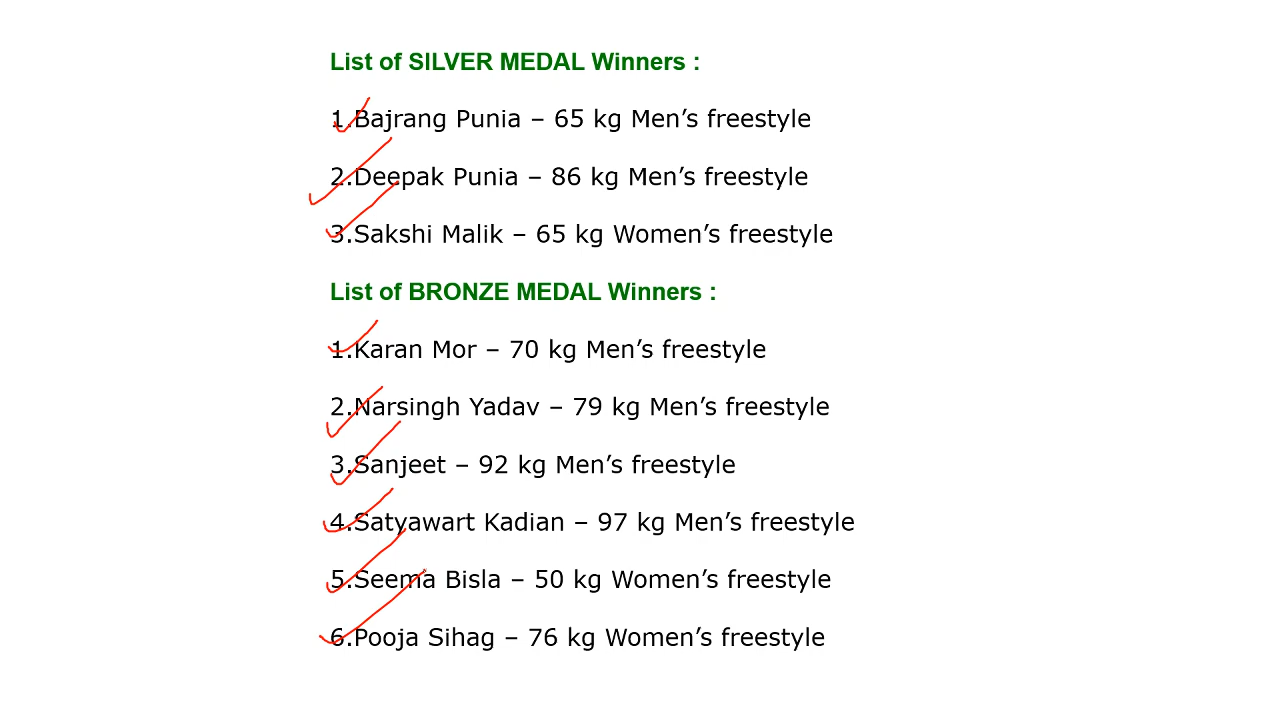 List of SILVER MEDAL Winners :
1.Bajrang Punia – 65 kg Men’s freestyle
2.Deepak Punia – 86 kg Men’s freestyle
3.Sakshi Malik – 65 kg Women’s freestyle
List of BRONZE MEDAL Winners :
1.Karan Mor – 70 kg Men’s freestyle
2.Narsingh Yadav – 79 kg Men’s freestyle
3.Sanjeet – 92 kg Men’s freestyle
4.Satyawart Kadian – 97 kg Men’s freestyle
5.Seema Bisla – 50 kg Women’s freestyle
6.Pooja Sihag – 76 kg Women’s freestyle